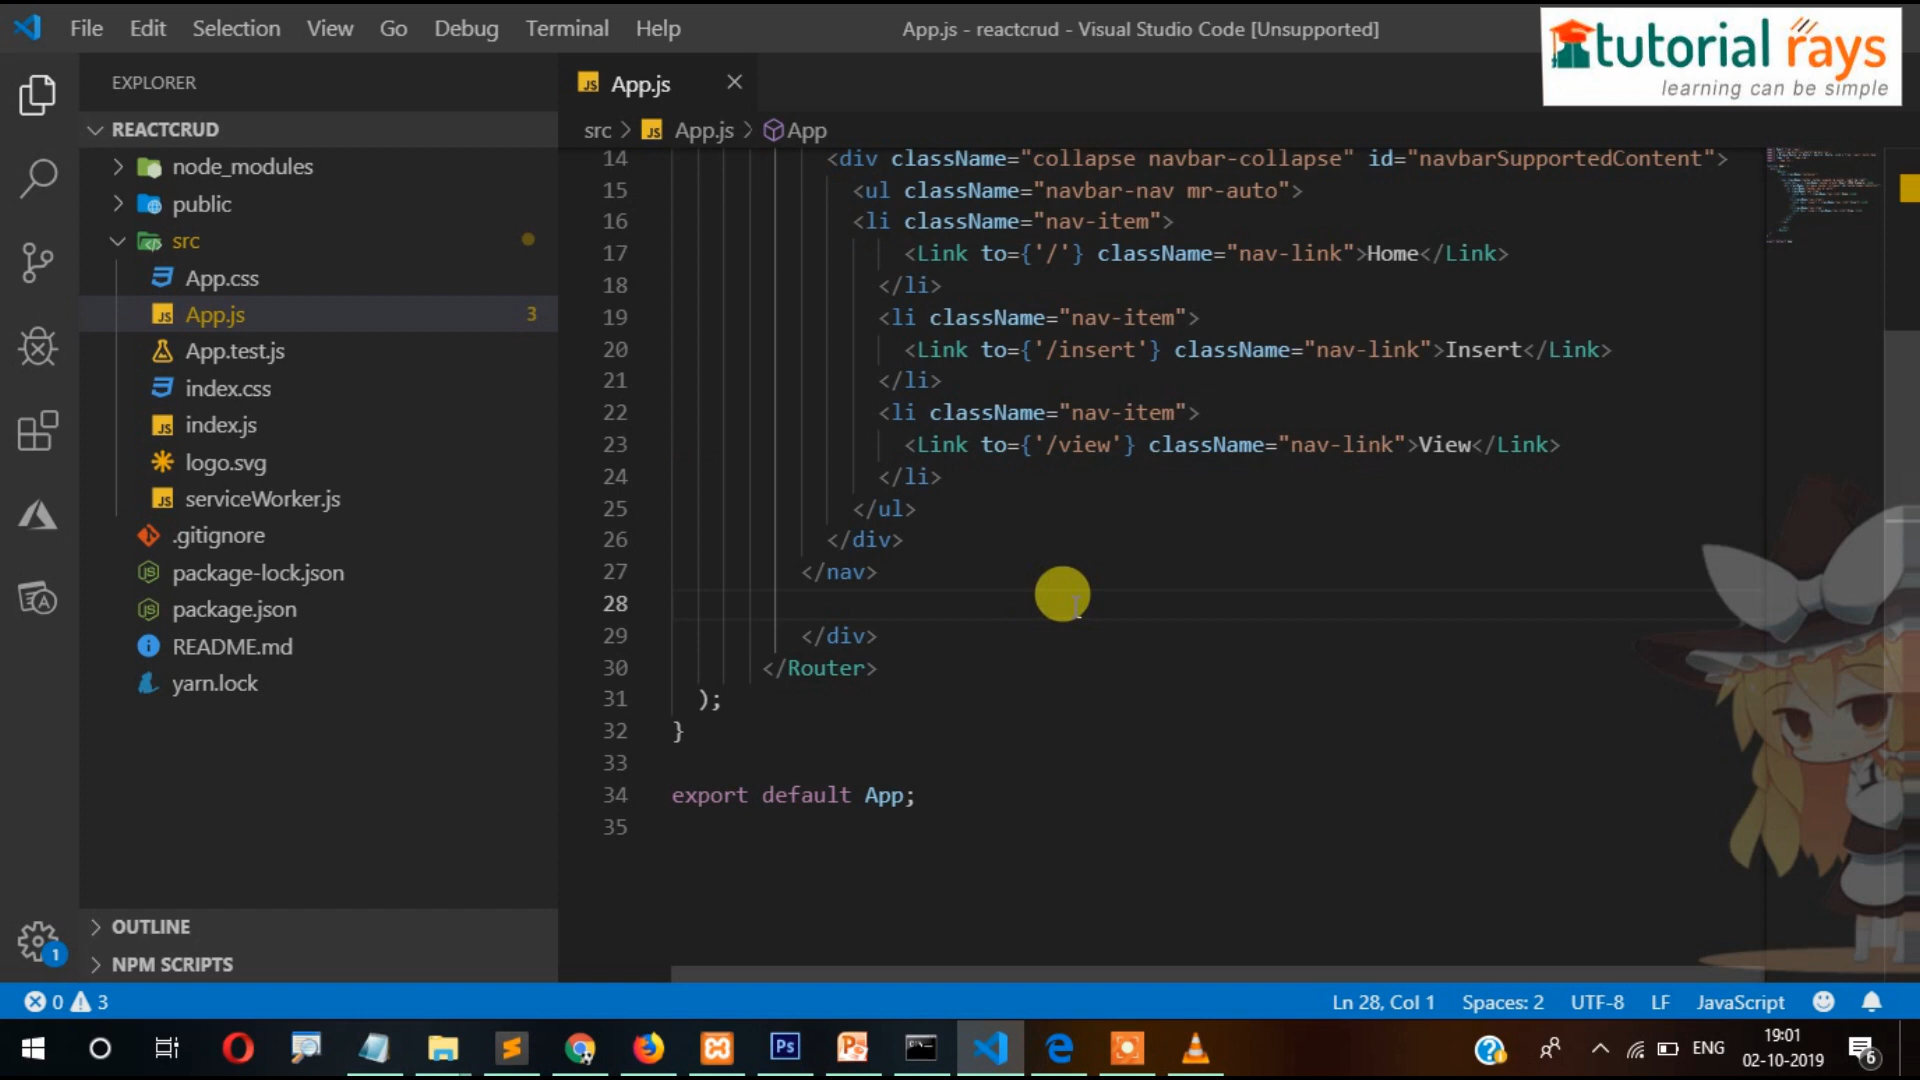 File Edit Selection View Go Debug Terminal Help
App.js - reactcrud - Visual Studio Code [Unsupported]
tutorial rays
learning can be simple
EXPLORER
REACTCRUD
node_modules
public
src
App.css
App.js 3
App.test.js
index.css
index.js
logo.svg
serviceWorker.js
.gitignore
package-lock.json
package.json
README.md
yarn.lock
OUTLINE
NPM SCRIPTS
1
JS App.js
src > JS App.js > App
14 <div className="collapse navbar-collapse" id="navbarSupportedContent">
15 <ul className="navbar-nav mr-auto">
16 <li className="nav-item">
17 <Link to={'/'} className="nav-link">Home</Link>
18 </li>
19 <li className="nav-item">
20 <Link to={'/insert'} className="nav-link">Insert</Link>
21 </li>
22 <li className="nav-item">
23 <Link to={'/view'} className="nav-link">View</Link>
24 </li>
25 </ul>
26 </div>
27 </nav>
28
29 </div>
30 </Router>
31 );
32 }
33
34 export default App;
35
0 3
Ln 28, Col 1 Spaces: 2 UTF-8 LF JavaScript
Ps
ENG
19:01
02-10-2019
6